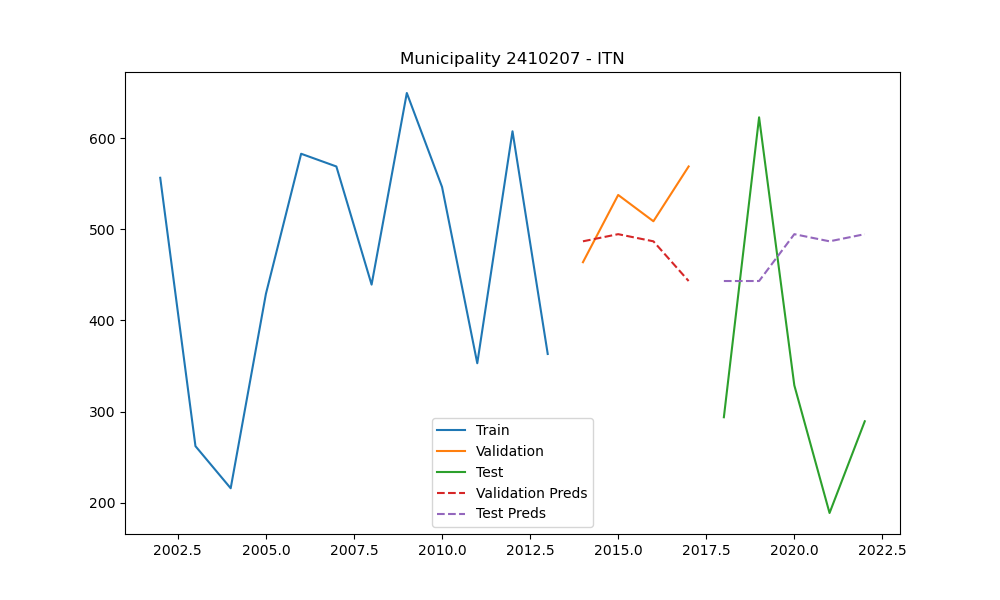 Municipality 2410207 - ITN
600
500
400
300
200
Train
Validation
Test
Validation Preds
Test Preds
2002.5 2005.0 2007.5 2010.0 2012.5 2015.0 2017.5 2020.0 2022.5